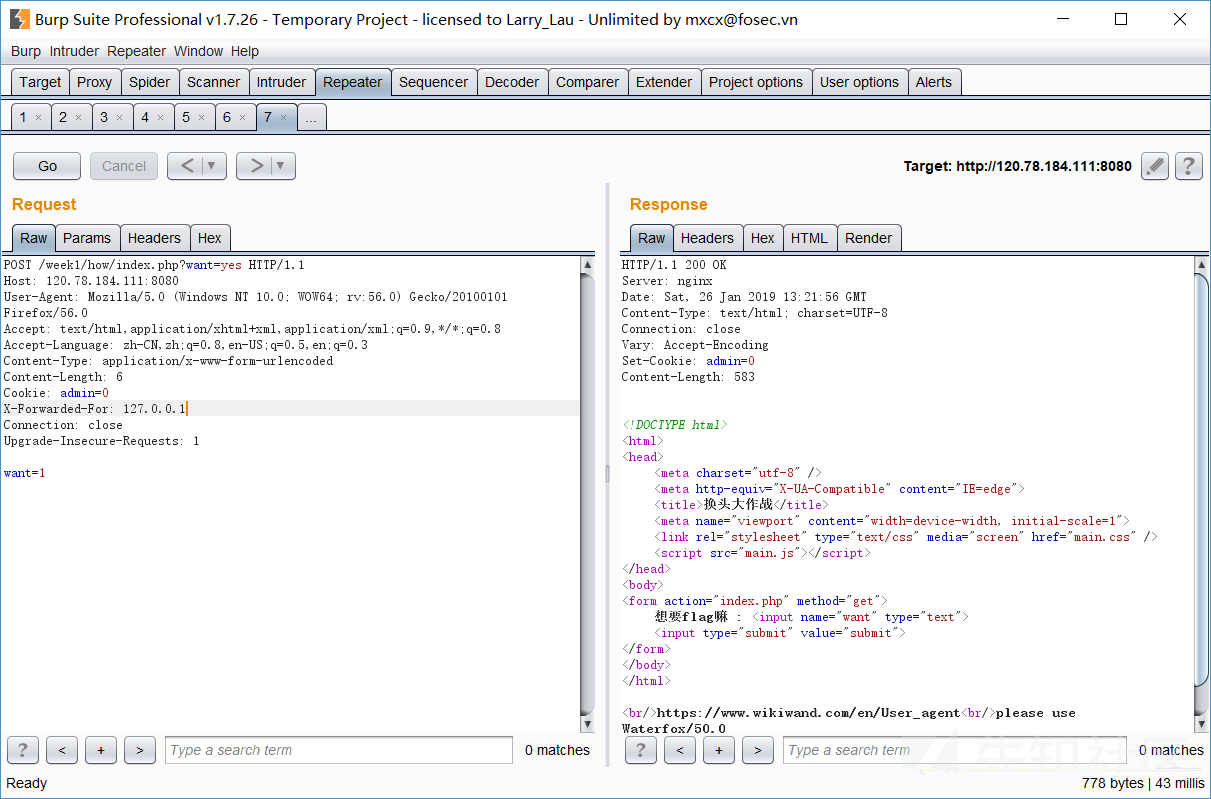 Burp Suite Professional v1.7.26 - Temporary Project - licensed to Larry_Lau - Unlimited by mxcx@fosec.vn
Burp Intruder Repeater Window Help
Target Proxy Spider Scanner Intruder Repeater Sequencer Decoder Comparer Extender Project options User options Alerts
1 × 2 × 3 × 4 × 5 × 6 × 7 × ...
Go Cancel < ▼ > ▼ Target: http://120.78.184.111:8080 ?
Request
Raw Params Headers Hex
POST /week1/how/index.php?want=yes HTTP/1.1
Host: 120.78.184.111:8080
User-Agent: Mozilla/5.0 (Windows NT 10.0; WOW64; rv:56.0) Gecko/20100101
Firefox/56.0
Accept: text/html,application/xhtml+xml,application/xml;q=0.9,*/*;q=0.8
Accept-Language: zh-CN,zh;q=0.8,en-US;q=0.5,en;q=0.3
Content-Type: application/x-www-form-urlencoded
Content-Length: 6
Cookie: admin=0
X-Forwarded-For: 127.0.0.1
Connection: close
Upgrade-Insecure-Requests: 1
want=1
? < + > Type a search term 0 matches
Response
Raw Headers Hex HTML Render
HTTP/1.1 200 OK
Server: nginx
Date: Sat, 26 Jan 2019 13:21:56 GMT
Content-Type: text/html; charset=UTF-8
Connection: close
Vary: Accept-Encoding
Set-Cookie: admin=0
Content-Length: 583
<!DOCTYPE html>
<html>
<head>
<meta charset="utf-8" />
<meta http-equiv="X-UA-Compatible" content="IE=edge">
<title>换头大作战</title>
<meta name="viewport" content="width=device-width, initial-scale=1">
<link rel="stylesheet" type="text/css" media="screen" href="main.css" />
<script src="main.js"></script>
</head>
<body>
<form action="index.php" method="get">
想要flag嘛 : <input name="want" type="text">
<input type="submit" value="submit">
</form>
</body>
</html>
<br/>https://www.wikiwand.com/en/User_agent<br/>please use
Waterfox/50.0
? < + > Type a search term 0 matches
先知社区
Ready 778 bytes | 43 millis